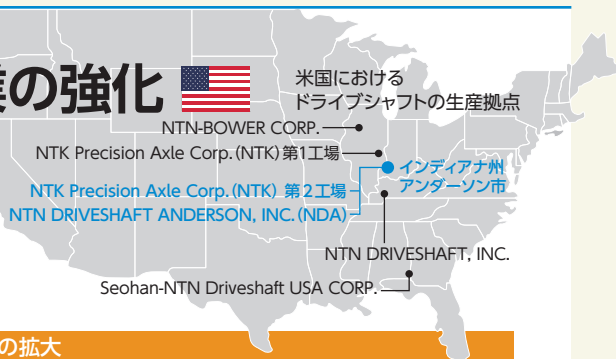 業の強化
米国における
ドライブシャフトの生産拠点
NTN-BOWER CORP.
NTK Precision Axle Corp.(NTK)第1工場
インディアナ州
アンダーソン市
NTK Precision Axle Corp.(NTK) 第2工場
NTN DRIVESHAFT ANDERSON, INC.(NDA)
NTN DRIVESHAFT, INC.
Seohan-NTN Driveshaft USA CORP.
の拡大